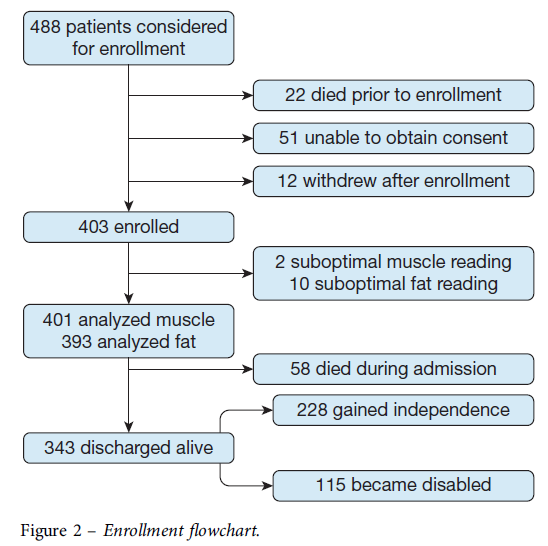 488 patients considered
for enrollment
22 died prior to enrollment
51 unable to obtain consent
12 withdrew after enrollment
403 enrolled
2 suboptimal muscle reading
10 suboptimal fat reading
401 analyzed muscle
393 analyzed fat
58 died during admission
228 gained independence
343 discharged alive
115 became disabled
Figure 2 – Enrollment flowchart.